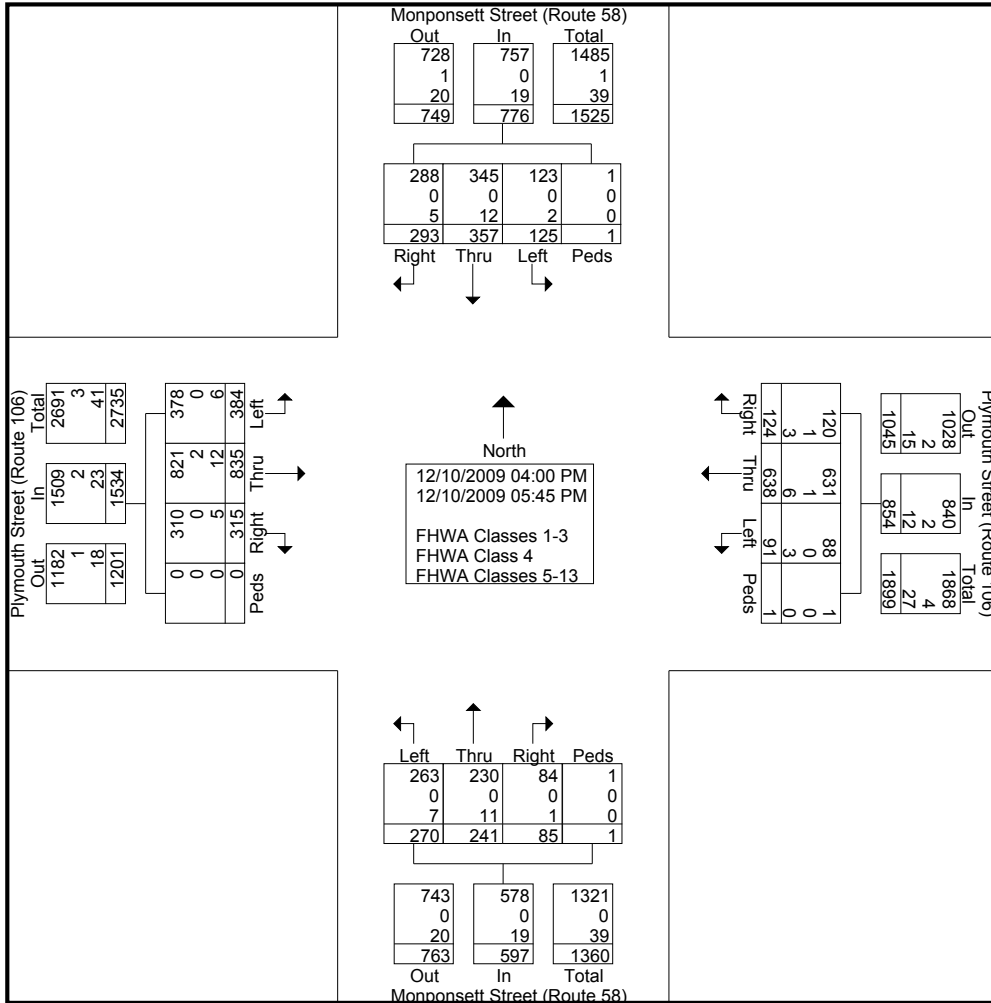 Monponsett Street (Route 58)
Out In Total
728 757 1485
1 0 1
20 19 39
749 776 1525
288 345 123 1
0 0 0 0
5 12 2 0
293 357 125 1
Right Thru Left Peds
Plymouth Street (Route 106)
Total In Out
2691 1509 1182
3 2 1
41 23 18
2735 1534 1201
378 821 310 0
0 2 0 0
6 12 5 0
384 835 315 0
Left Thru Right Peds
North
12/10/2009 04:00 PM
12/10/2009 05:45 PM
FHWA Classes 1-3
FHWA Class 4
FHWA Classes 5-13
Right Thru Left Peds
120 631 88 1
1 1 0 0
3 6 3 0
124 638 91 1
Plymouth Street (Route 106)
Out In Total
1028 840 1868
2 2 4
15 12 27
1045 854 1899
Left Thru Right Peds
263 230 84 1
0 0 0 0
7 11 1 0
270 241 85 1
743 578 1321
0 0 0
20 19 39
763 597 1360
Out In Total
Monponsett Street (Route 58)